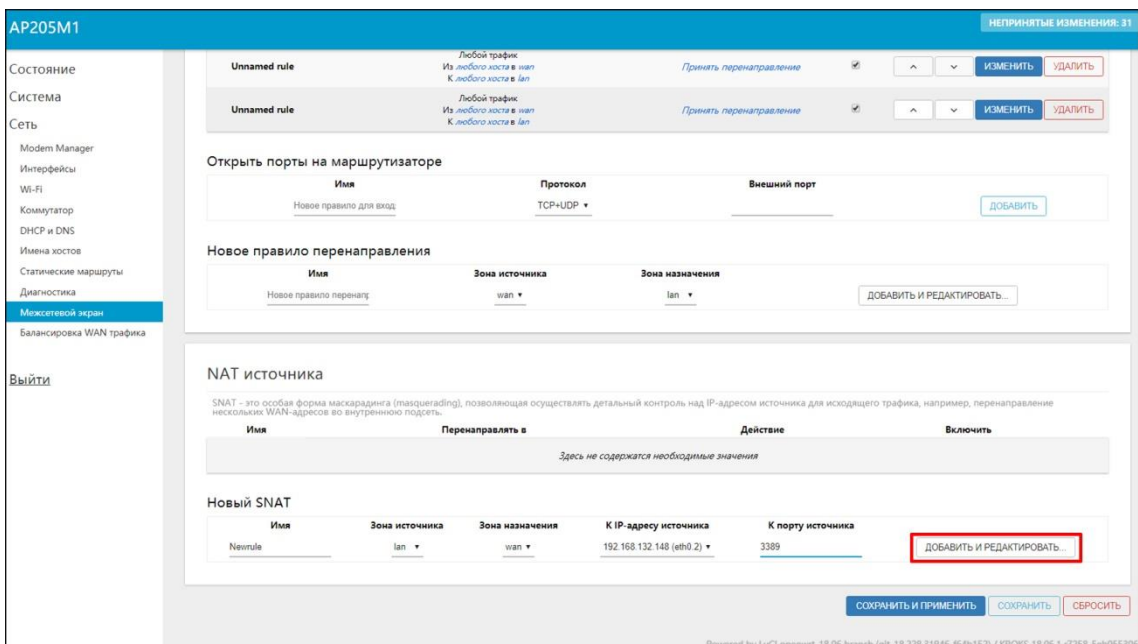 AP205M1
НЕПРИНЯТЫЕ ИЗМЕНЕНИЯ: 31
Состояние
Система
Сеть
Modem Manager
Интерфейсы
Wi-Fi
Коммутатор
DHCP и DNS
Имена хостов
Статические маршруты
Диагностика
Межсетевой экран
Балансировка WAN трафика
Выйти
Любой трафик
Unnamed rule Из любого хоста в wan Принять перенаправление ИЗМЕНИТЬ УДАЛИТЬ
К любого хоста в lan
Любой трафик
Unnamed rule Из любого хоста в wan Принять перенаправление ИЗМЕНИТЬ УДАЛИТЬ
К любого хоста в lan
Открыть порты на маршрутизаторе
Имя Протокол Внешний порт
Новое правило для вход TCP+UDP ДОБАВИТЬ
Новое правило перенаправления
Имя Зона источника Зона назначения
Новое правило перенапр wan lan ДОБАВИТЬ И РЕДАКТИРОВАТЬ...
NAT источника
SNAT - это особая форма маскарадинга (masquerading), позволяющая осуществлять детальный контроль над IP-адресом источника для исходящего трафика, например, перенаправление
нескольких WAN-адресов во внутреннюю подсеть.
Имя Перенаправлять в Действие Включить
Здесь не содержатся необходимые значения
Новый SNAT
Имя Зона источника Зона назначения К IP-адресу источника К порту источника
Newrule lan wan 192.168.132.148 (eth0.2) 3389 ДОБАВИТЬ И РЕДАКТИРОВАТЬ...
СОХРАНИТЬ И ПРИМЕНИТЬ СОХРАНИТЬ СБРОСИТЬ